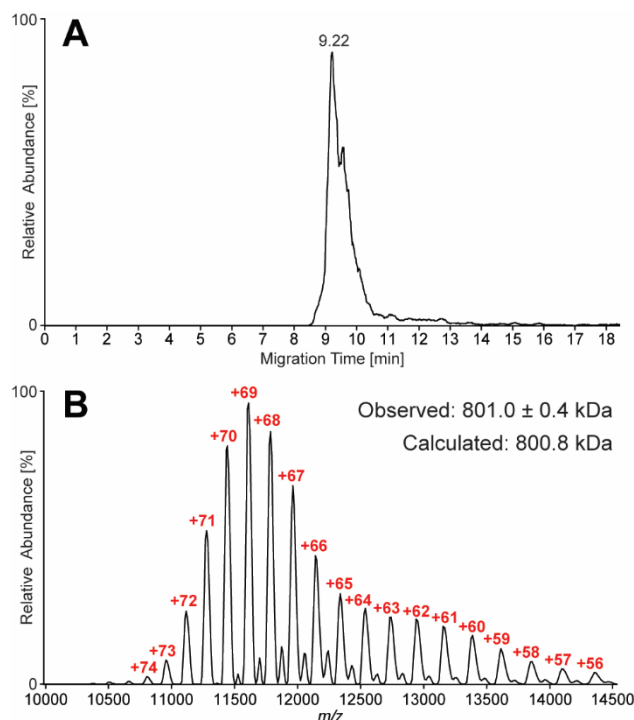 A
100
9.22
Relative Abundance [%]
0
0 1 2 3 4 5 6 7 8 9 10 11 12 13 14 15 16 17 18
Migration Time [min]
B
100
Observed: 801.0 ± 0.4 kDa
Calculated: 800.8 kDa
+69
+68
+70
+67
+71
+66
+65
+72
+64
+63
+62
+61
+60
+73
+59
+74
+58
+57
+56
Relative Abundance [%]
0
10000 10500 11000 11500 12000 12500 13000 13500 14000 14500
m/z